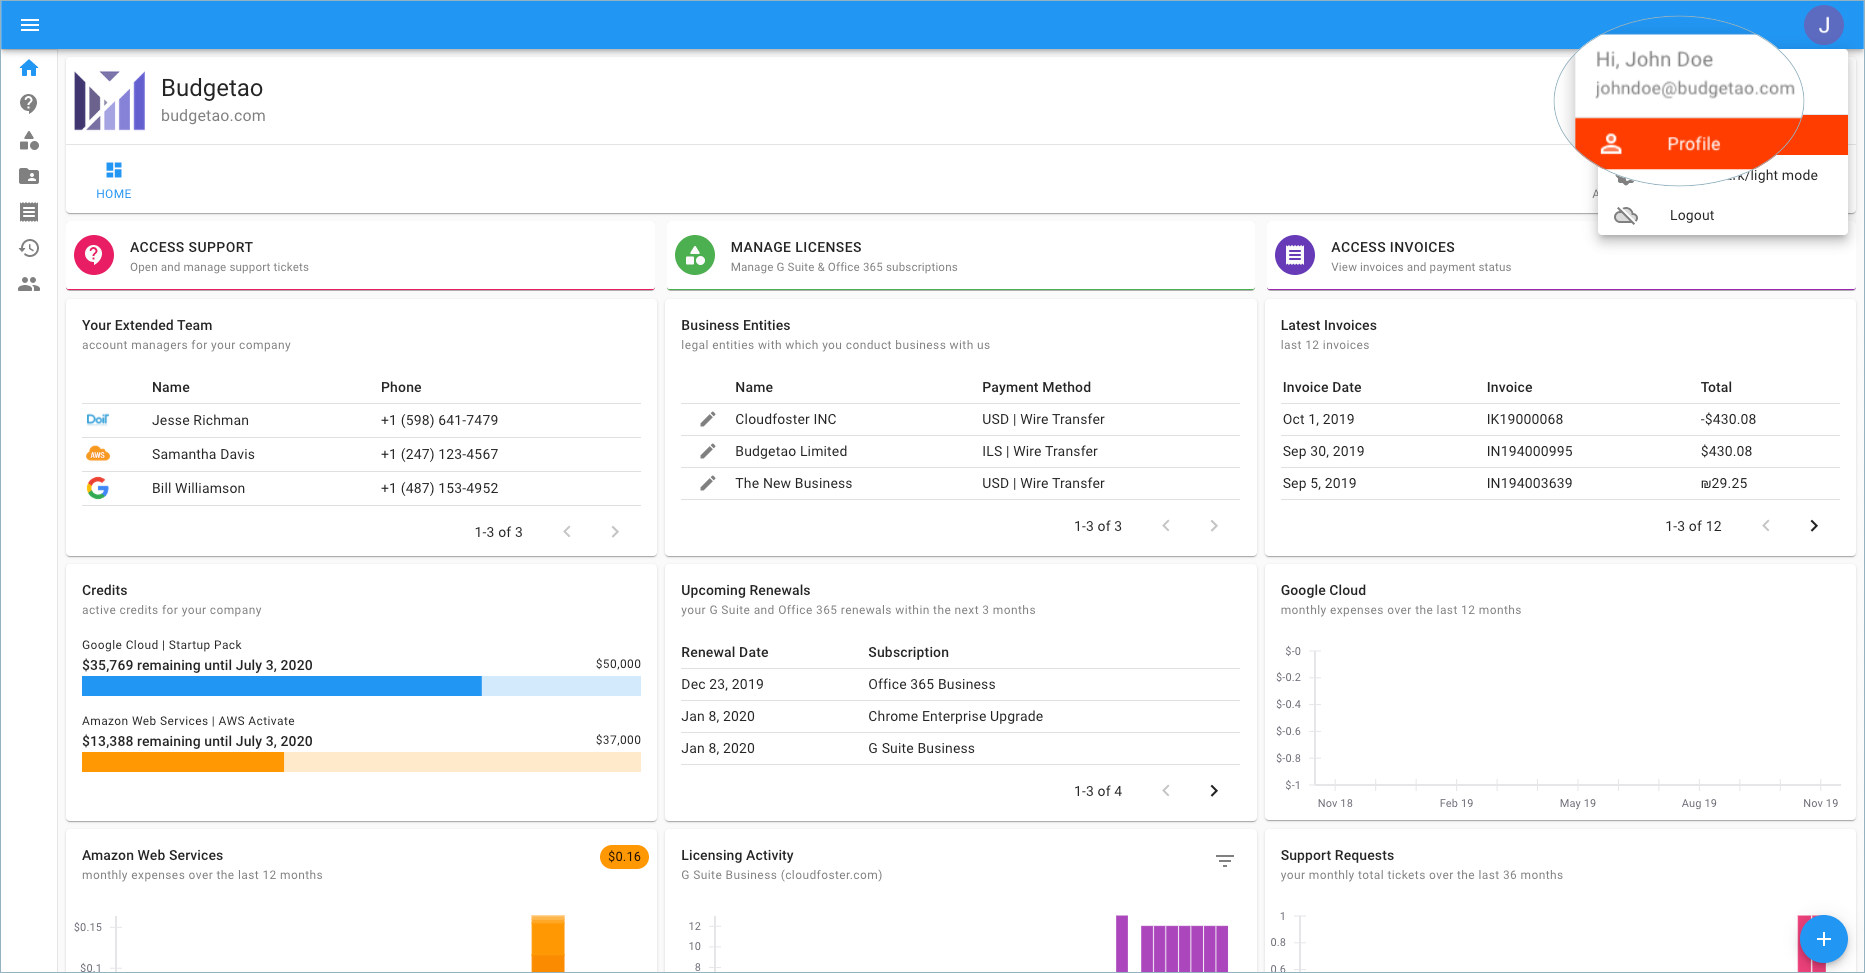 J
Hi, John Doe
johndoe@budgetao.com
Profile
rk/light mode
Logout
Budgetao
budgetao.com
HOME
A
ACCESS SUPPORT
Open and manage support tickets
MANAGE LICENSES
Manage G Suite & Office 365 subscriptions
ACCESS INVOICES
View invoices and payment status
Your Extended Team
account managers for your company
Name Phone
DoiT Jesse Richman +1 (598) 641-7479
AWS Samantha Davis +1 (247) 123-4567
G Bill Williamson +1 (487) 153-4952
1-3 of 3
Business Entities
legal entities with which you conduct business with us
Name Payment Method
Cloudfoster INC USD | Wire Transfer
Budgetao Limited ILS | Wire Transfer
The New Business USD | Wire Transfer
1-3 of 3
Latest Invoices
last 12 invoices
Invoice Date Invoice Total
Oct 1, 2019 IK19000068 -$430.08
Sep 30, 2019 IN194000995 $430.08
Sep 5, 2019 IN194003639 ₪29.25
1-3 of 12
Credits
active credits for your company
Google Cloud | Startup Pack
$35,769 remaining until July 3, 2020 $50,000
Amazon Web Services | AWS Activate
$13,388 remaining until July 3, 2020 $37,000
Upcoming Renewals
your G Suite and Office 365 renewals within the next 3 months
Renewal Date Subscription
Dec 23, 2019 Office 365 Business
Jan 8, 2020 Chrome Enterprise Upgrade
Jan 8, 2020 G Suite Business
1-3 of 4
Google Cloud
monthly expenses over the last 12 months
$-0
$-0.2
$-0.4
$-0.6
$-0.8
$-1
Nov 18 Feb 19 May 19 Aug 19 Nov 19
Amazon Web Services $0.16
monthly expenses over the last 12 months
$0.15
$0.1
Licensing Activity
G Suite Business (cloudfoster.com)
12
10
8
Support Requests
your monthly total tickets over the last 36 months
1
0.8
0.6